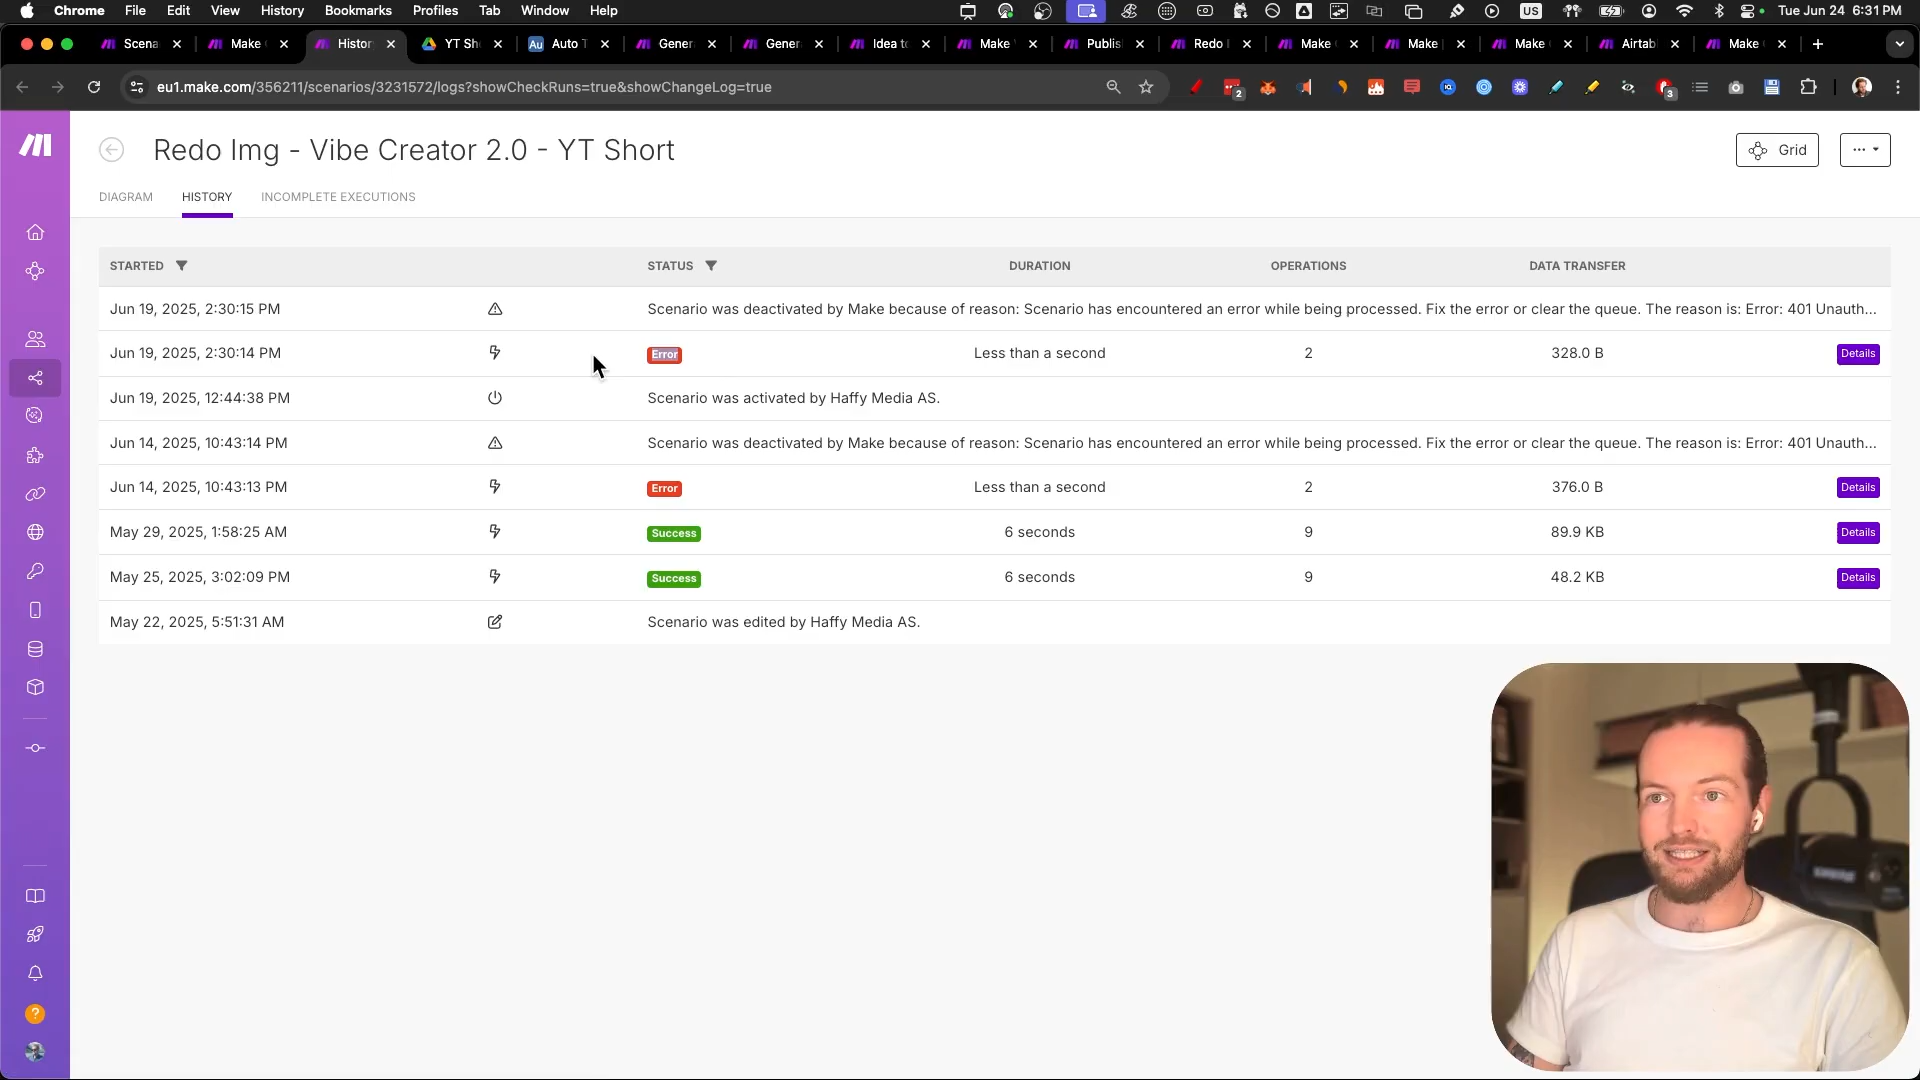 Chrome File Edit View History Bookmarks Profiles Tab Window Help US Tue Jun 24 6:31 PM
Scena Make Histor YT Sh Au Auto T Gener Gener Idea to Make Publis Redo I Make Make Make Airtab Make
eu1.make.com/356211/scenarios/3231572/logs?showCheckRuns=true&showChangeLog=true 2 3
Redo Img - Vibe Creator 2.0 - YT Short Grid
DIAGRAM HISTORY INCOMPLETE EXECUTIONS
STARTED STATUS DURATION OPERATIONS DATA TRANSFER
Jun 19, 2025, 2:30:15 PM Scenario was deactivated by Make because of reason: Scenario has encountered an error while being processed. Fix the error or clear the queue. The reason is: Error: 401 Unauth...
Jun 19, 2025, 2:30:14 PM Error Less than a second 2 328.0 B Details
Jun 19, 2025, 12:44:38 PM Scenario was activated by Haffy Media AS.
Jun 14, 2025, 10:43:14 PM Scenario was deactivated by Make because of reason: Scenario has encountered an error while being processed. Fix the error or clear the queue. The reason is: Error: 401 Unauth...
Jun 14, 2025, 10:43:13 PM Error Less than a second 2 376.0 B Details
May 29, 2025, 1:58:25 AM Success 6 seconds 9 89.9 KB Details
May 25, 2025, 3:02:09 PM Success 6 seconds 9 48.2 KB Details
May 22, 2025, 5:51:31 AM Scenario was edited by Haffy Media AS.
?